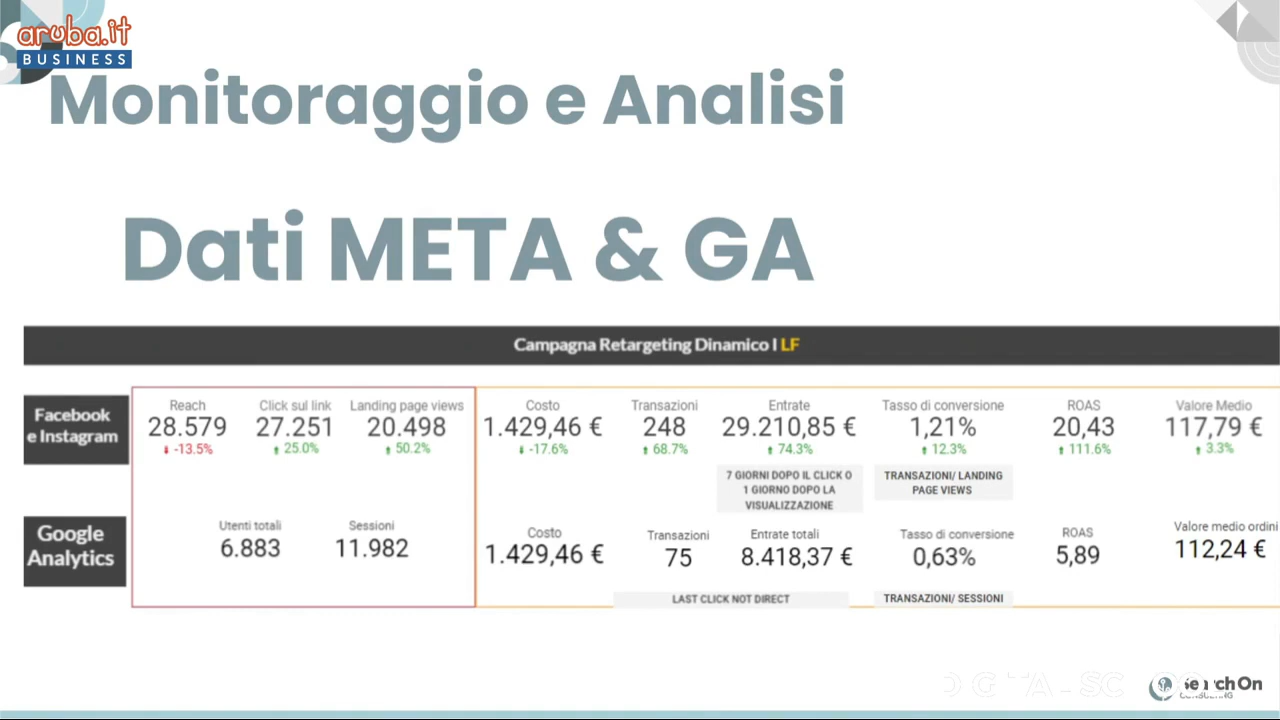 aruba.it
BUSINESS
Monitoraggio e Analisi
Dati META & GA
Campagna Retargeting Dinamico I LF
Facebook
e Instagram
Reach
28.579
-13.5%
Click sul link
27.251
25.0%
Landing page views
20.498
50.2%
Costo
1.429,46 €
-17.6%
Transazioni
248
68.7%
Entrate
29.210,85 €
74.3%
7 GIORNI DOPO IL CLICK O
1 GIORNO DOPO LA
VISUALIZZAZIONE
Tasso di conversione
1,21%
12.3%
TRANSAZIONI/ LANDING
PAGE VIEWS
ROAS
20,43
111.6%
Valore Medio
117,79 €
3.3%
Google
Analytics
Utenti totali
6.883
Sessioni
11.982
Costo
1.429,46 €
Transazioni
75
Entrate totali
8.418,37 €
LAST CLICK NOT DIRECT
Tasso di conversione
0,63%
TRANSAZIONI/ SESSIONI
ROAS
5,89
Valore medio ordini
112,24 €
SearchOn